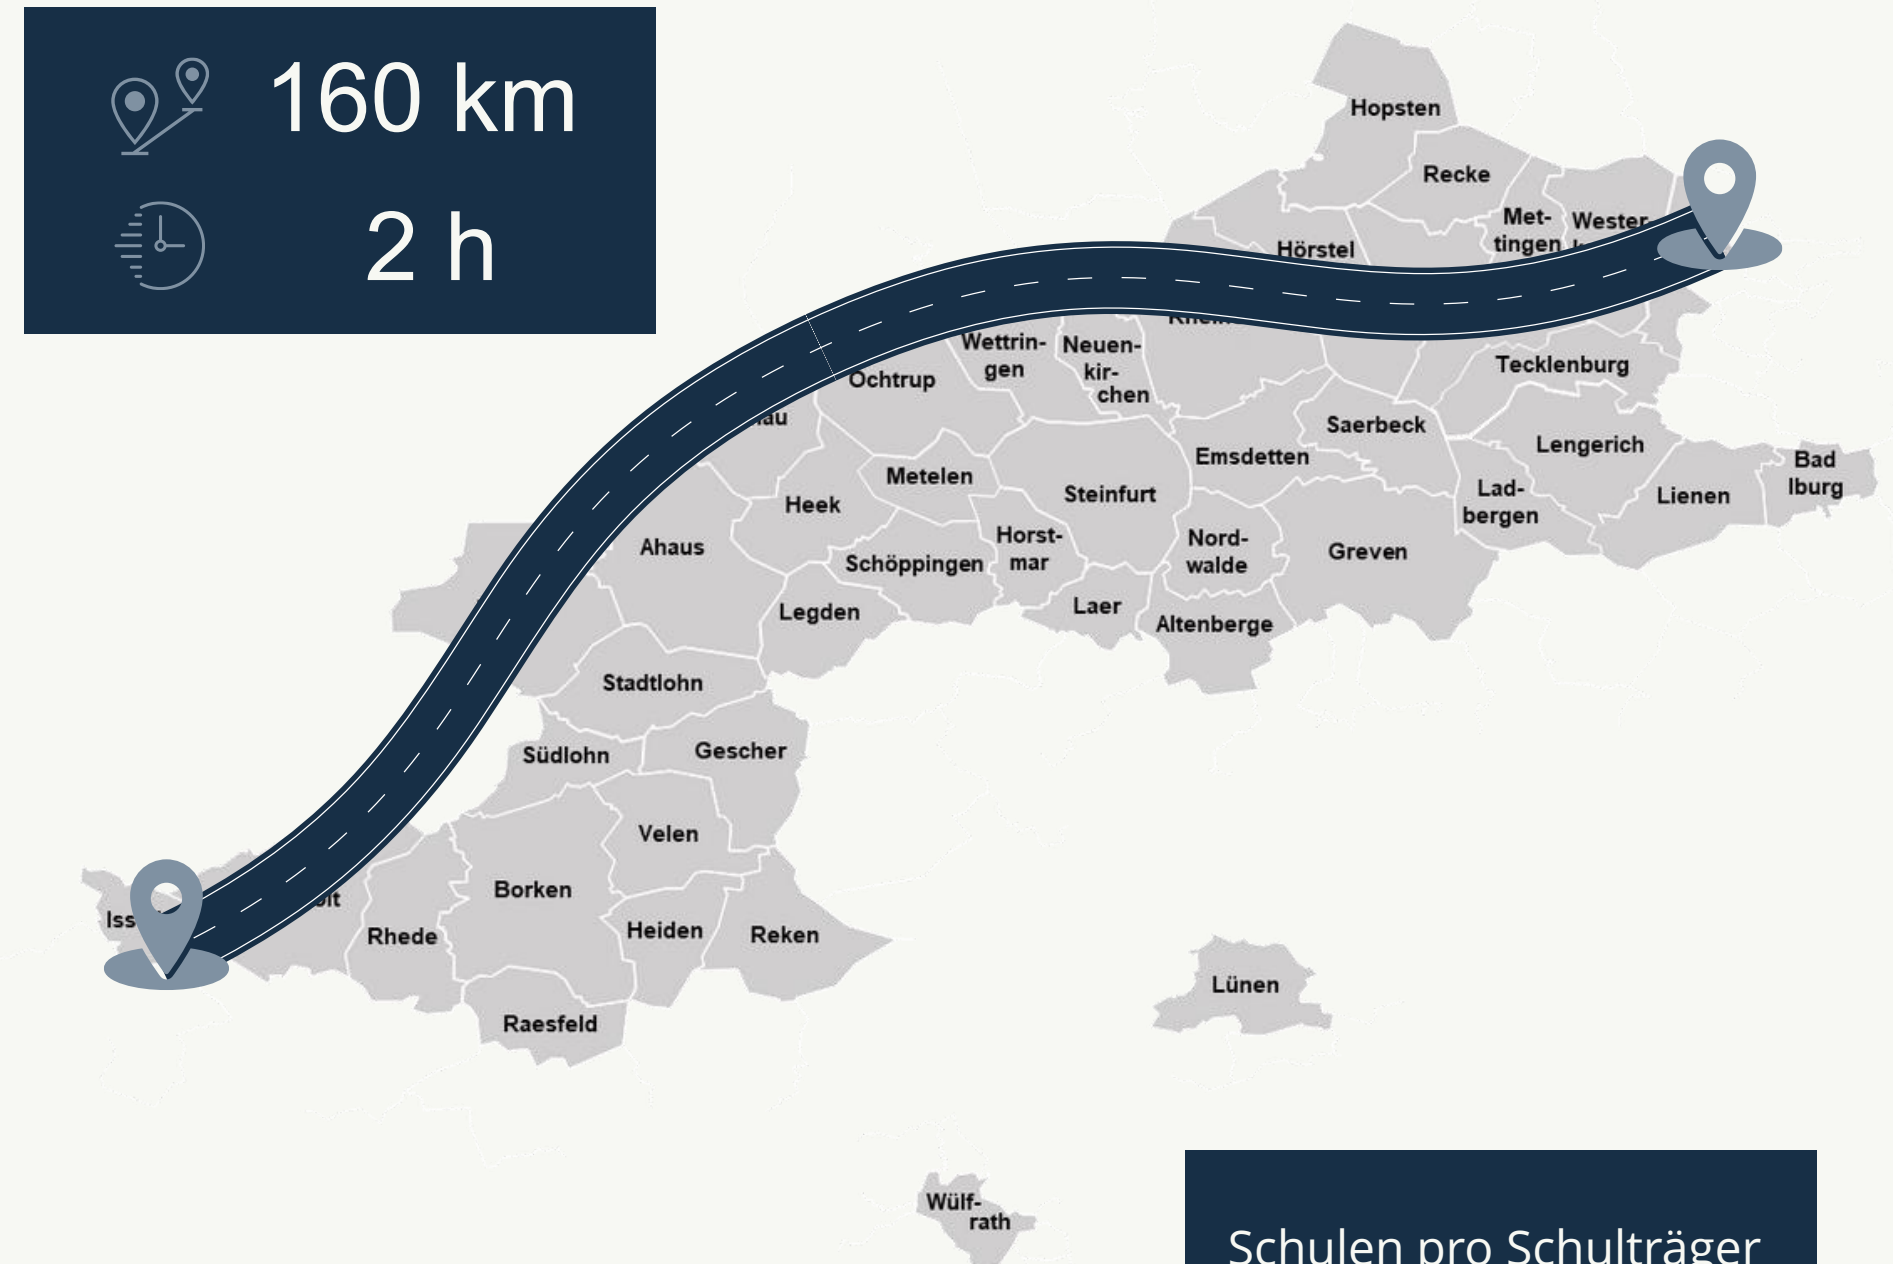 160 km
2 h
Hopsten
Recke
Met-
tingen
Wester-
Hörstel
Wettrin-
gen
Neuen-
kir-
chen
Ochtrup
Tecklenburg
Saerbeck
Lengerich
Emsdetten
Bad
Iburg
Metelen
Heek
Steinfurt
Lad-
bergen
Lienen
Ahaus
Schöppingen
Horst-
mar
Nord-
walde
Greven
Legden
Laer
Altenberge
Stadtlohn
Südlohn
Gescher
Velen
Borken
Rhede
Heiden
Reken
Raesfeld
Lünen
Wülf-
rath
Schulen pro Schulträger